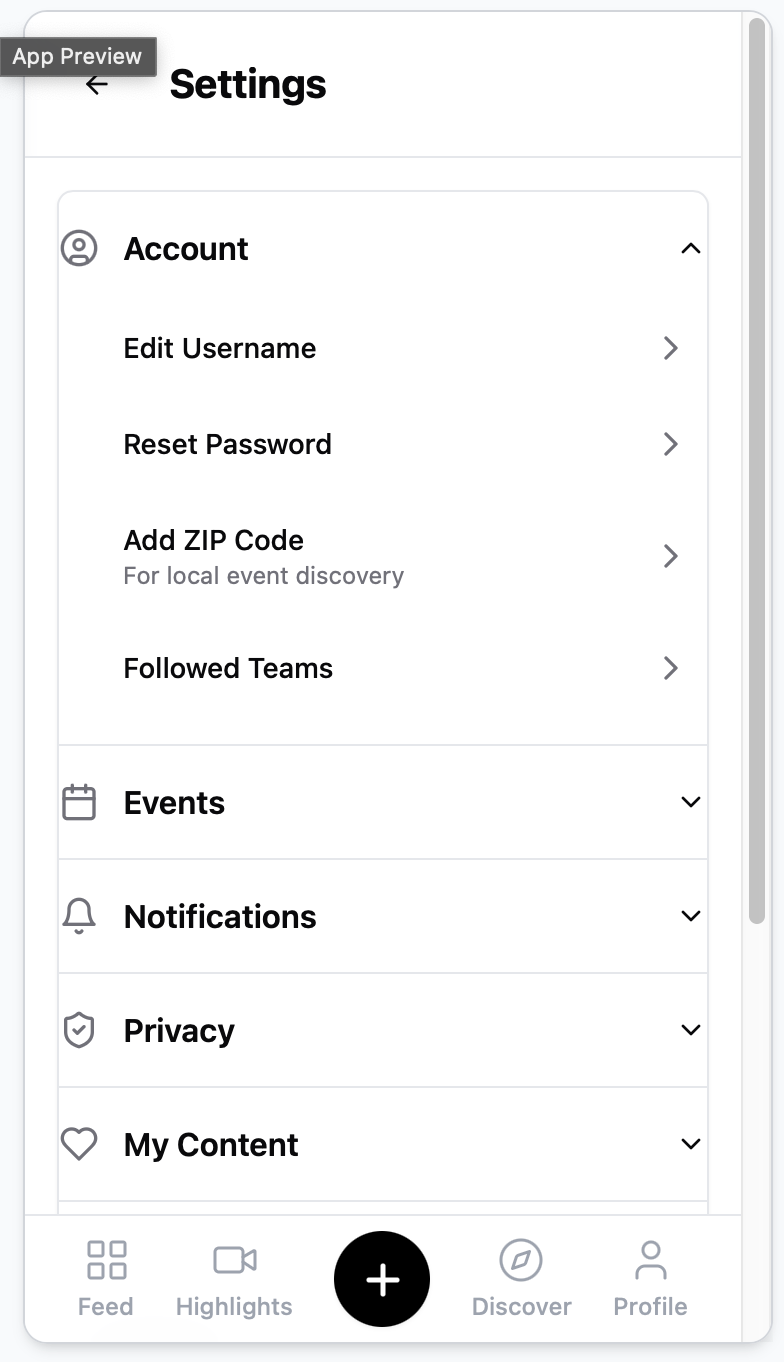 App Preview
Settings
Account
Edit Username
Reset Password
Add ZIP Code
For local event discovery
Followed Teams
Events
Notifications
Privacy
My Content
Feed
Highlights
Discover
Profile